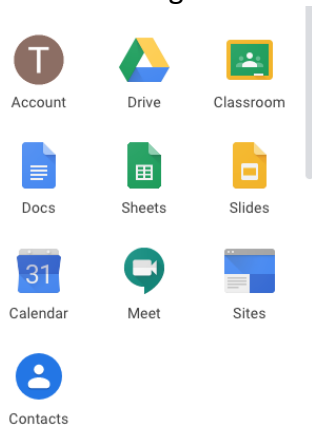 T
Account
Drive
Classroom
Docs
Sheets
Slides
31
Calendar
Meet
Sites
Contacts